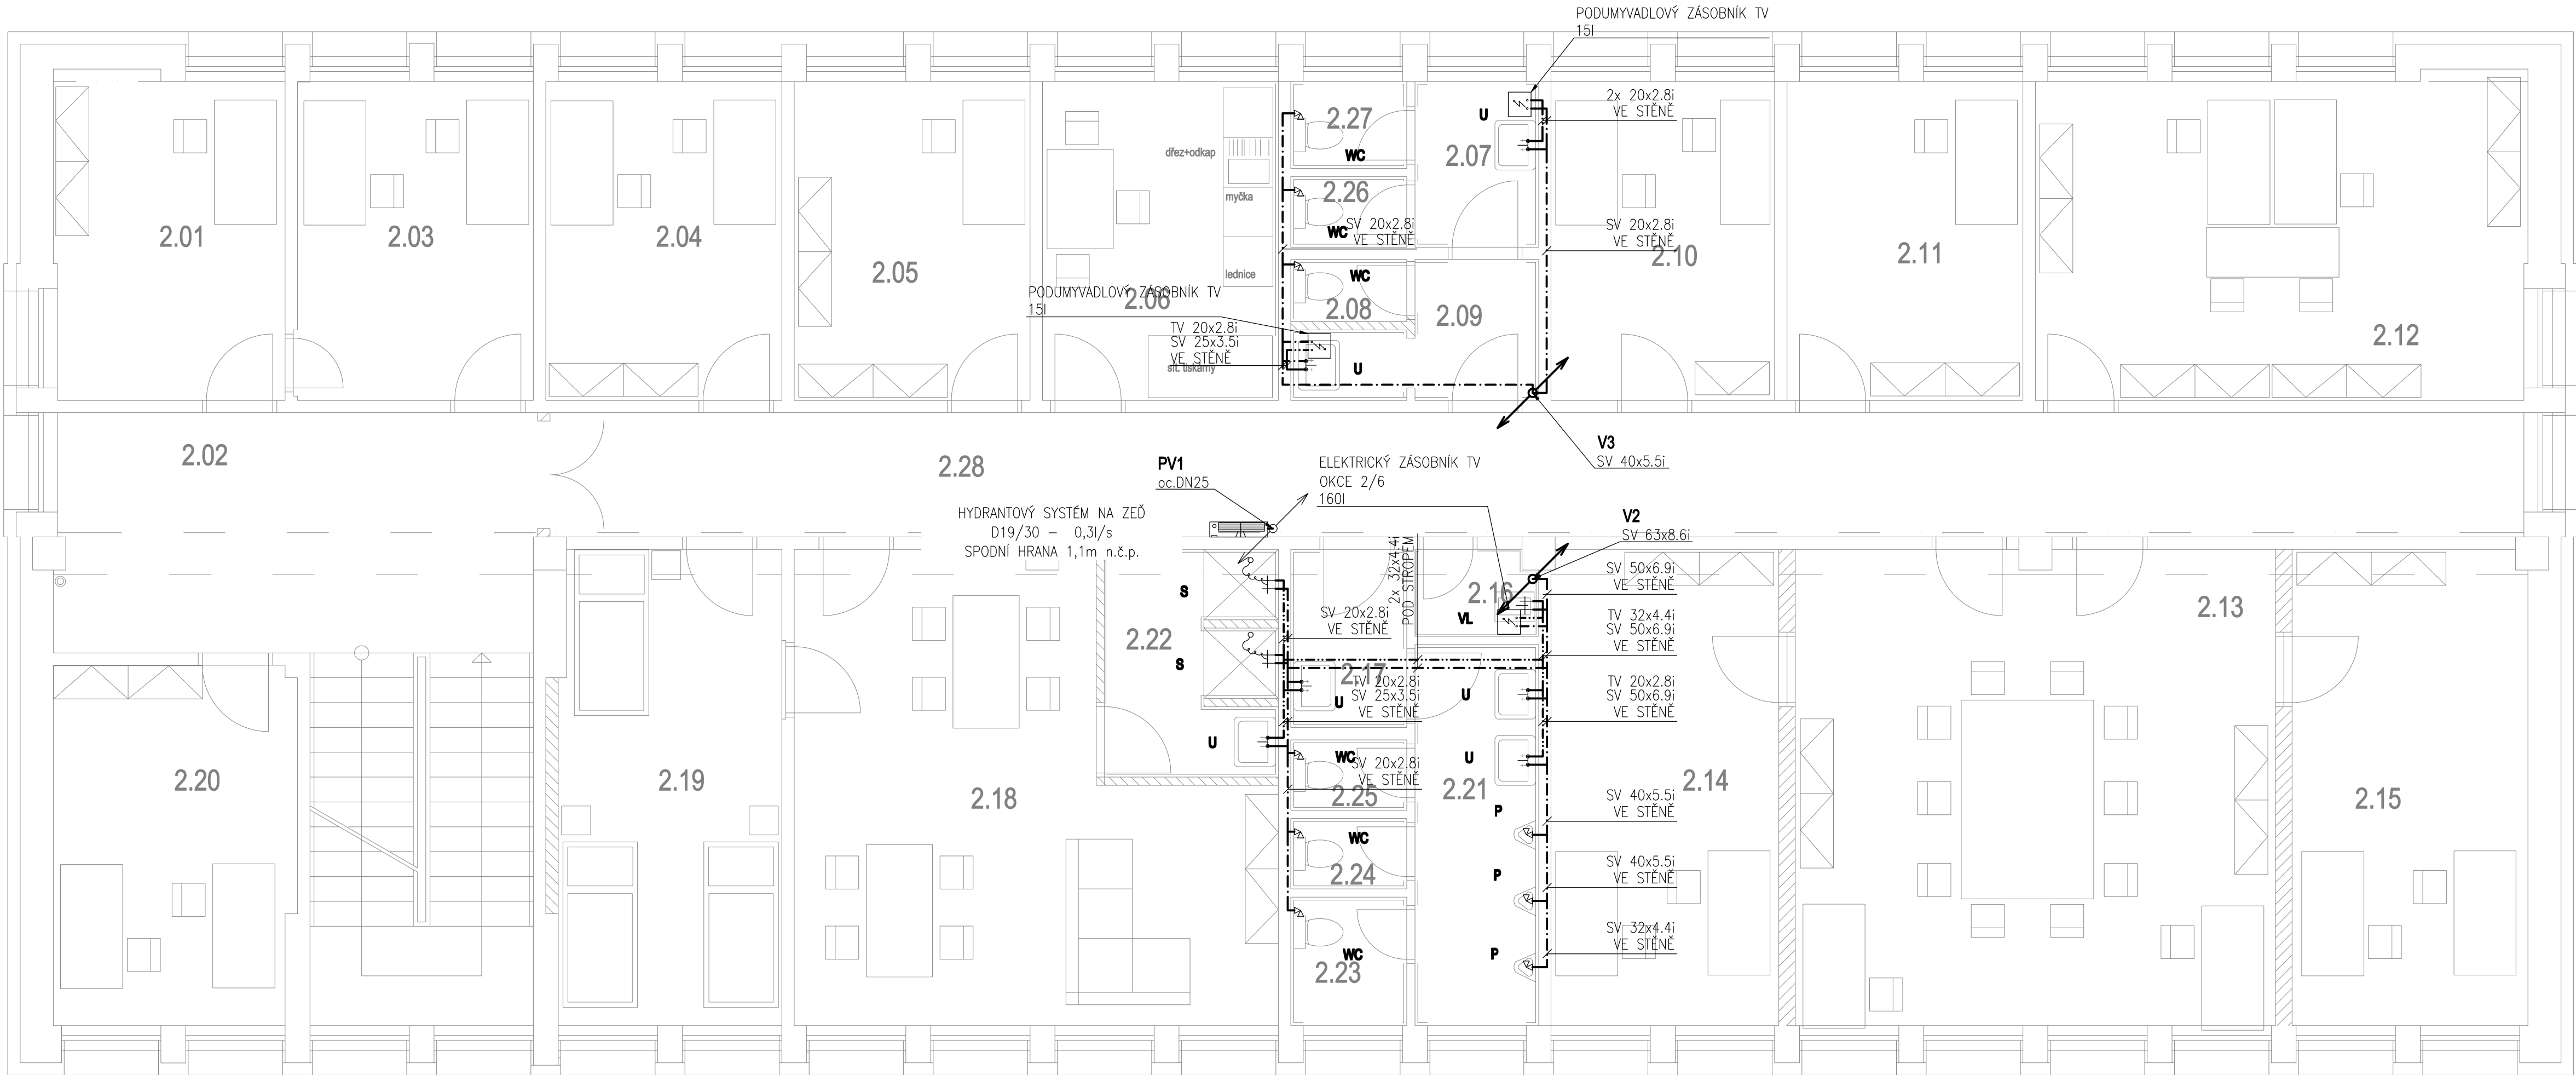 PODUMYVADLOVÝ ZÁSOBNÍK TV
15l
2.27
WC
U
2.07
2x 20x2.8i
VE STĚNĚ
dřez+odkap
myčka
lednice
2.26
WC
SV 20x2.8i
VE STĚNĚ
SV 20x2.8i
VE STĚNĚ
2.01
2.03
2.04
2.05
2.06
2.10
2.11
2.12
WC
2.08
2.09
PODUMYVADLOVÝ ZÁSOBNÍK TV
15l
TV 20x2.8i
SV 25x3.5i
VE STĚNĚ
síť. tiskárny
U
2.02
2.28
V3
SV 40x5.5i
PV1
oc.DN25
ELEKTRICKÝ ZÁSOBNÍK TV
OKCE 2/6
160l
HYDRANTOVÝ SYSTÉM NA ZEĎ
D19/30 – 0,3l/s
SPODNÍ HRANA 1,1m n.č.p.
V2
SV 63x8.6i
2x 32x4.4i
POD STROPEM
SV 50x6.9i
VE STĚNĚ
S
2.22
S
SV 20x2.8i
VE STĚNĚ
2.16
VL
TV 32x4.4i
SV 50x6.9i
VE STĚNĚ
2.13
2.17
TV 20x2.8i
SV 25x3.5i
VE STĚNĚ
U
U
TV 20x2.8i
SV 50x6.9i
VE STĚNĚ
U
WC
SV 20x2.8i
VE STĚNĚ
2.25
U
2.21
2.20
2.19
2.18
2.14
2.15
P
SV 40x5.5i
VE STĚNĚ
WC
2.24
P
SV 40x5.5i
VE STĚNĚ
WC
2.23
P
SV 32x4.4i
VE STĚNĚ